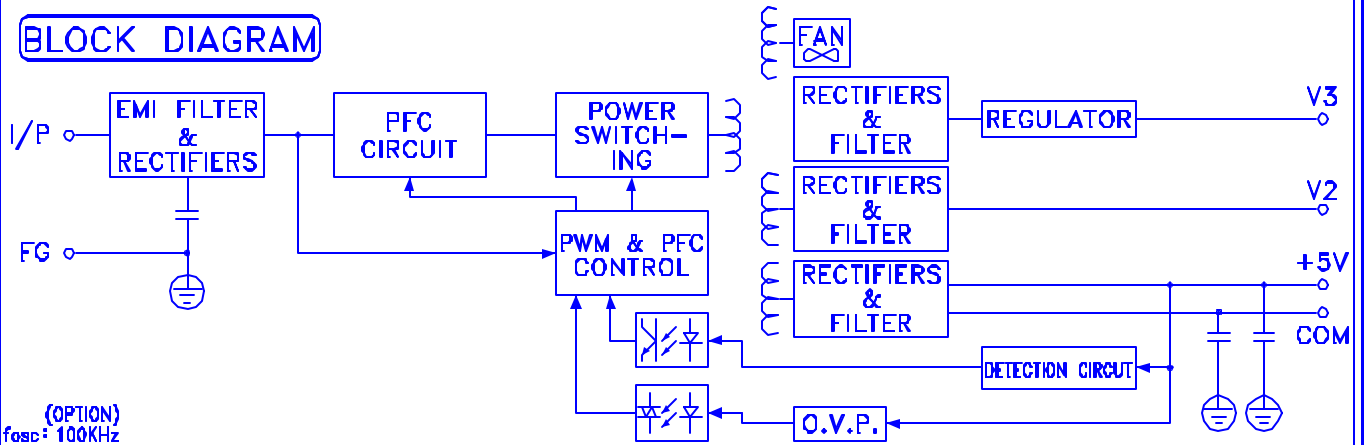 BLOCK DIAGRAM
FAN
I/P
EMI FILTER
&
RECTIFIERS
PFC
CIRCUIT
POWER
SWITCH-
ING
RECTIFIERS
&
FILTER
REGULATOR
V3
RECTIFIERS
&
FILTER
V2
FG
PWM & PFC
CONTROL
RECTIFIERS
&
FILTER
+5V
COM
DETECTION CIRCUT
O.V.P.
(OPTION)
fosc: 100KHz